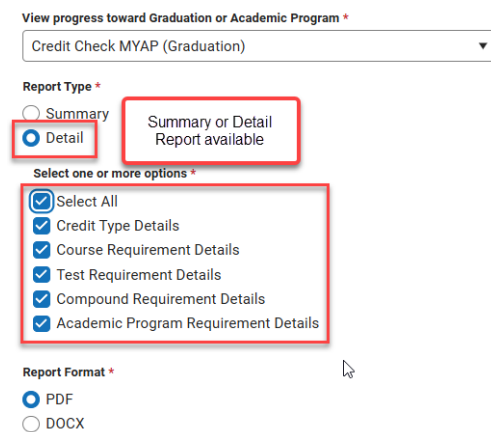 View progress toward Graduation or Academic Program *
Credit Check MYAP (Graduation)
Report Type *
Summary
Detail
Summary or Detail
Report available
Select one or more options *
Select All
Credit Type Details
Course Requirement Details
Test Requirement Details
Compound Requirement Details
Academic Program Requirement Details
Report Format *
PDF
DOCX